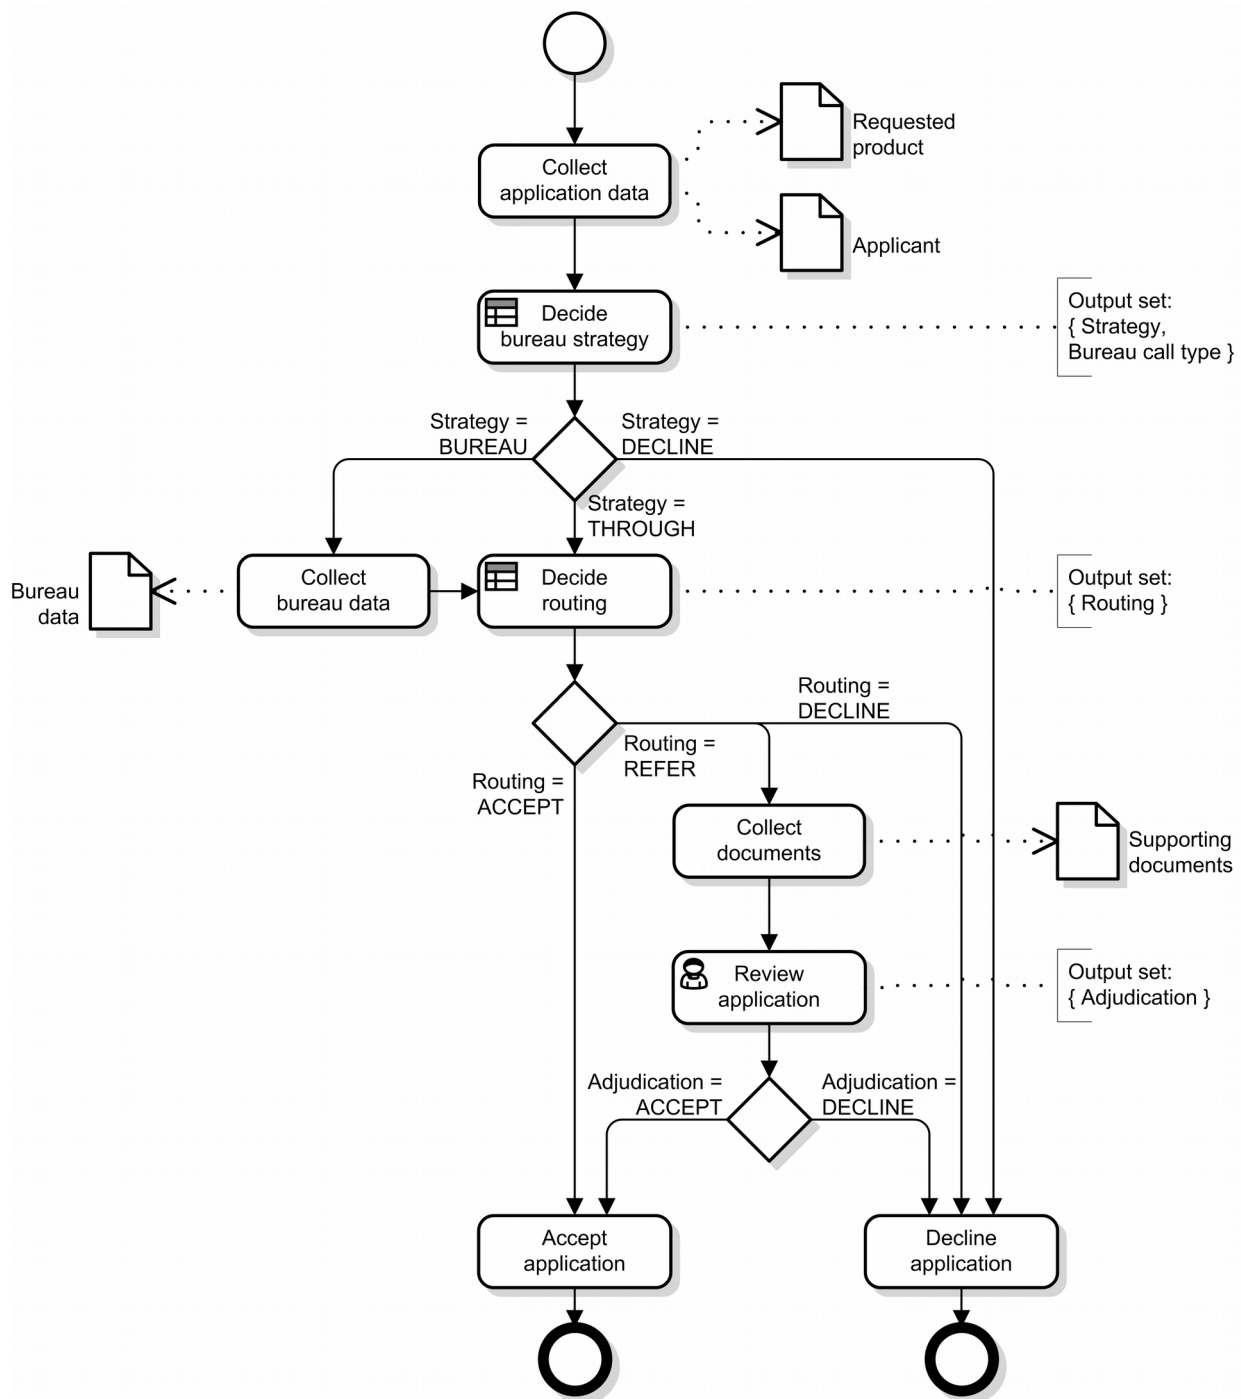 Requested
product
Collect
application data
Applicant
Decide
bureau strategy
Output set:
{ Strategy,
Bureau call type }
Strategy =
BUREAU
Strategy =
DECLINE
Strategy =
THROUGH
Bureau
data
Collect
bureau data
Decide
routing
Output set:
{ Routing }
Routing =
DECLINE
Routing =
REFER
Routing =
ACCEPT
Collect
documents
Supporting
documents
Review
application
Output set:
{ Adjudication }
Adjudication =
ACCEPT
Adjudication =
DECLINE
Accept
application
Decline
application